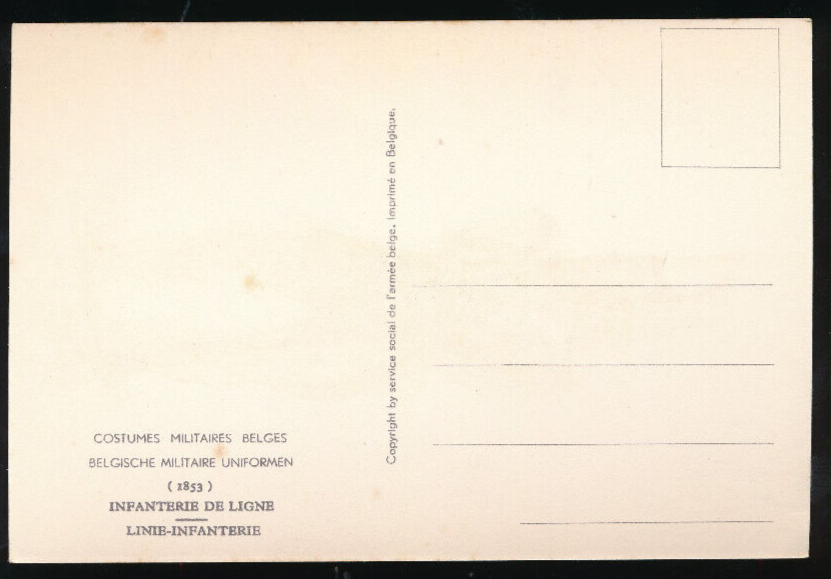 COSTUMES MILITAIRES BELGES
BELGISCHE MILITAIRE UNIFORMEN
( 1853 )
INFANTERIE DE LIGNE
LINIE-INFANTERIE
Copyright by service social de l'armée belge. Imprimé en Belgique.